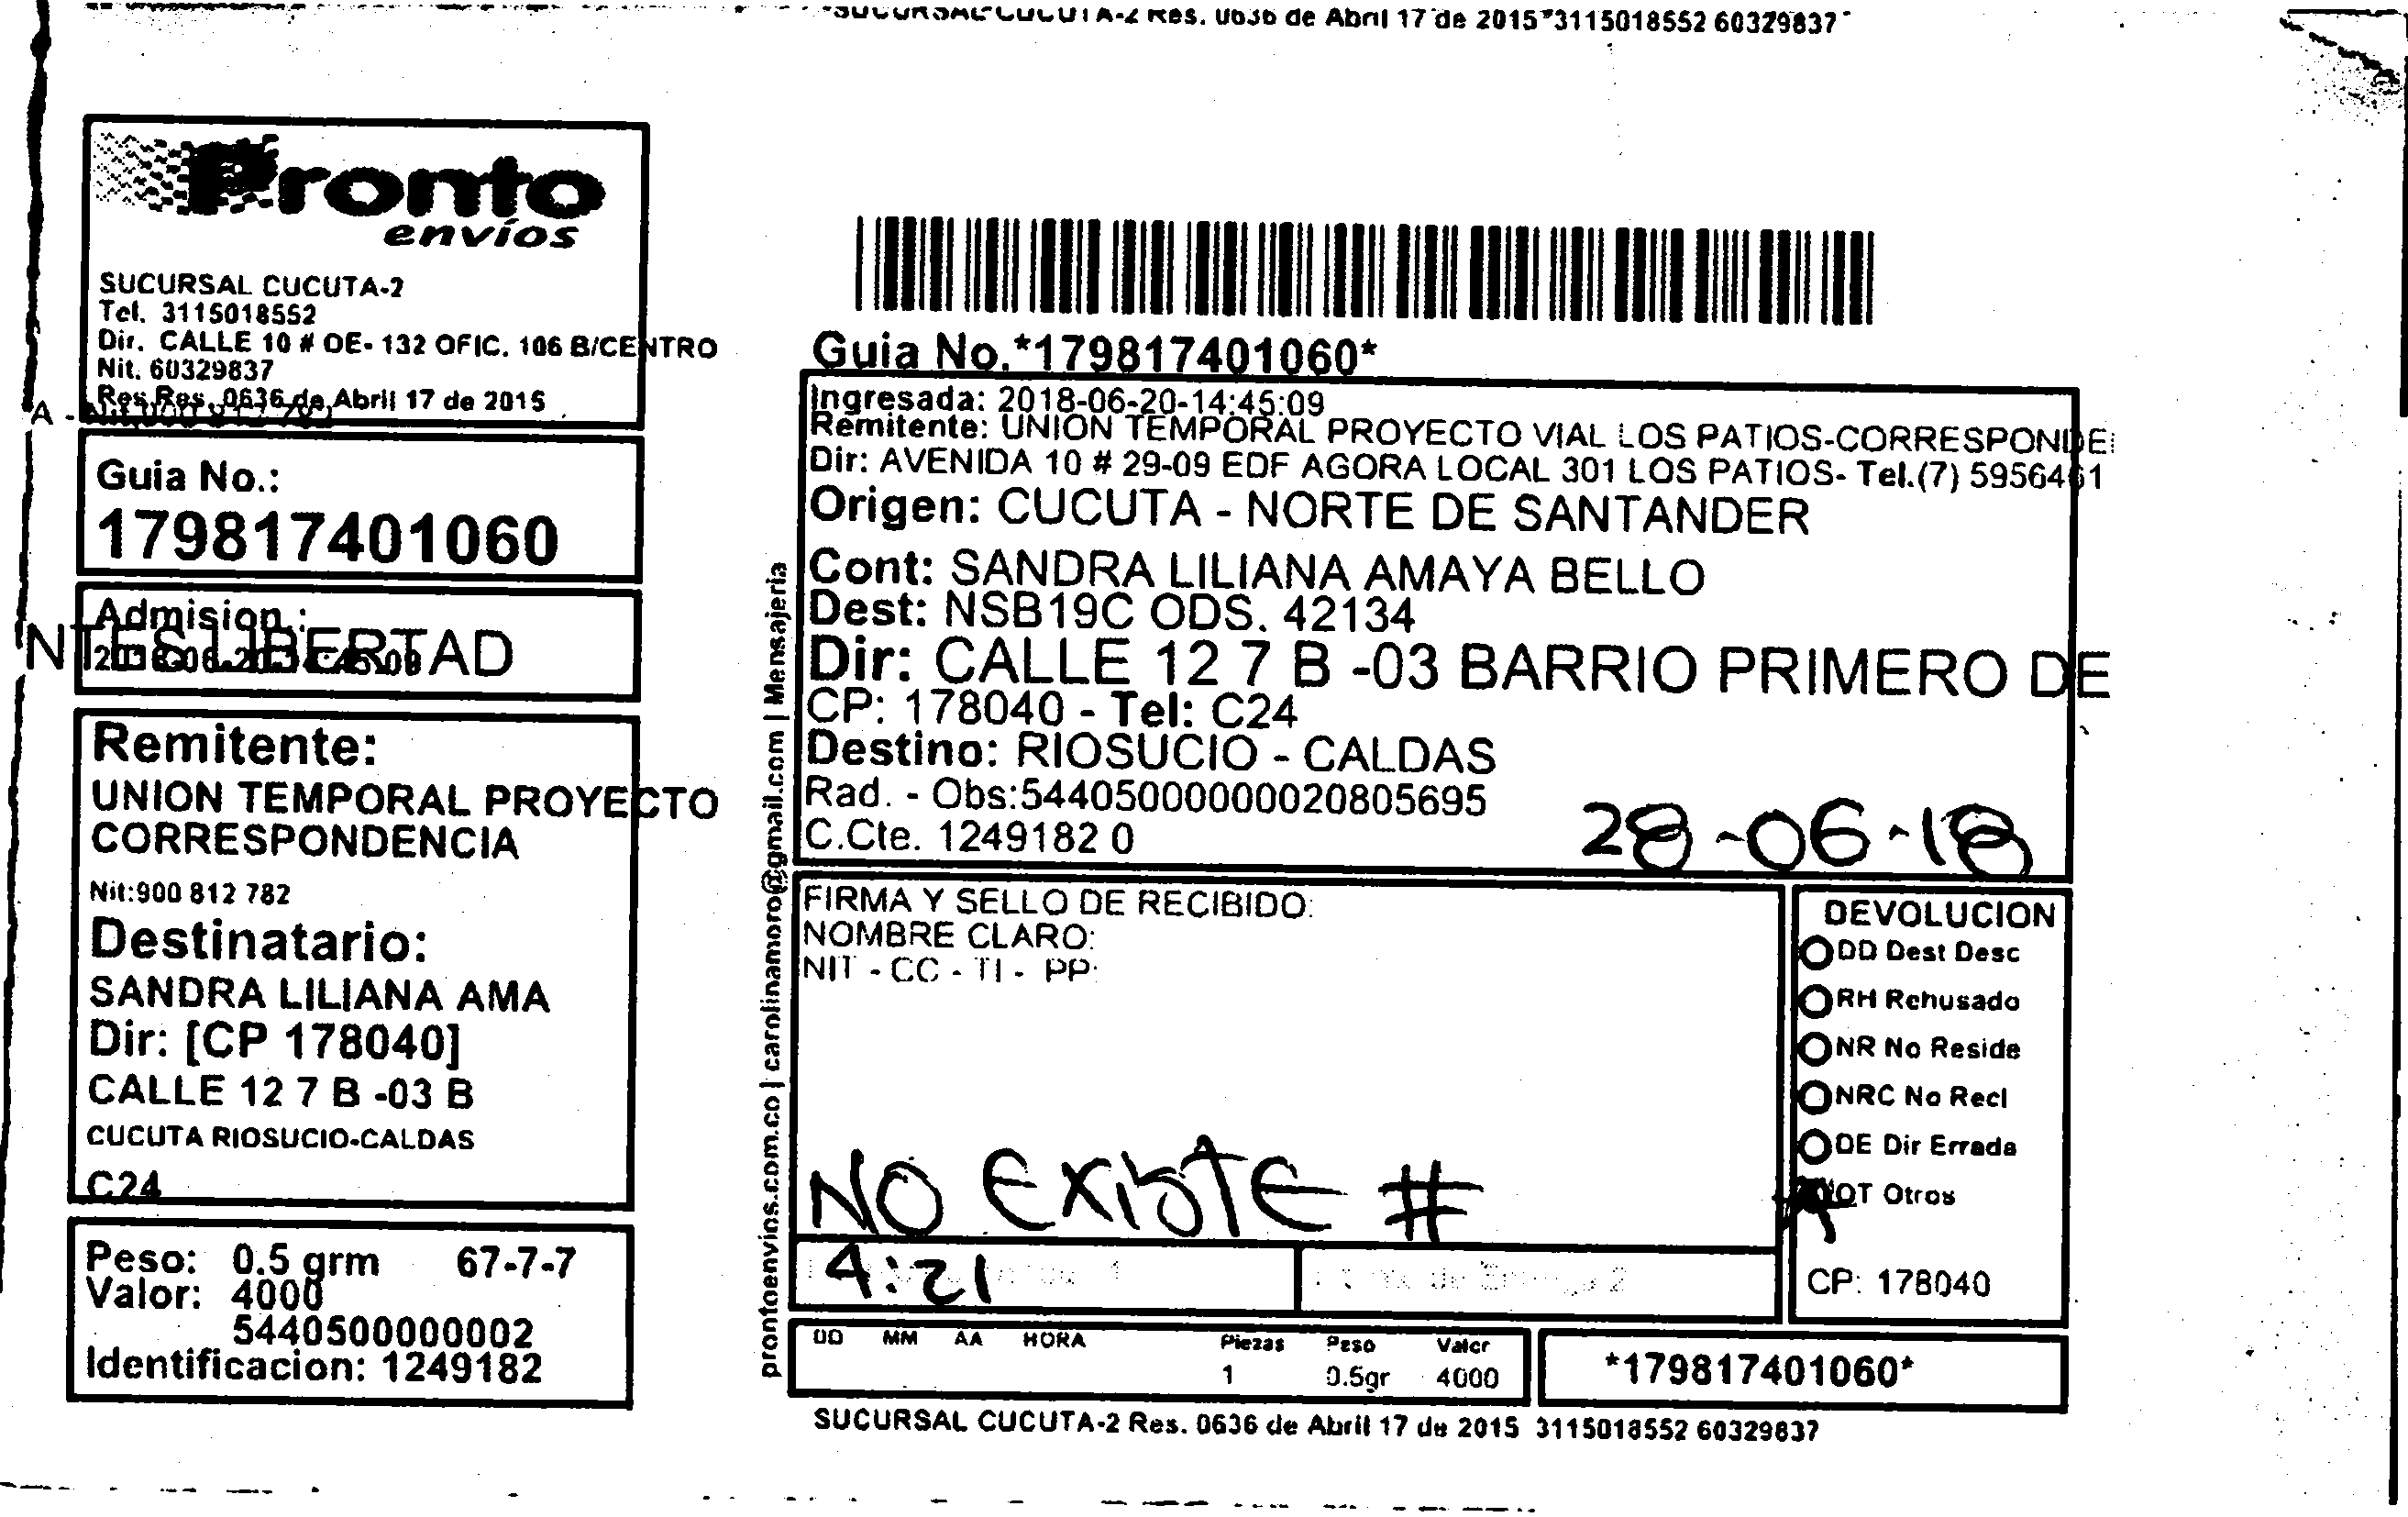 SUCURSAL CUCUTA-2 Res. 0636 de Abril 17 de 2015*3115018552 60329837
Pronto
envíos
SUCURSAL CUCUTA-2
Tel. 3115018552
Dir. CALLE 10 # OE- 132 OFIC. 106 B/CENTRO
Nit. 60329837
Res Res. 0636 de Abril 17 de 2015
Guia No.:
179817401060
Admision.:
NTES LIBERTAD
Remitente:
UNION TEMPORAL PROYECTO
CORRESPONDENCIA
Nit:900 812 782
Destinatario:
SANDRA LILIANA AMA
Dir: [CP 178040]
CALLE 12 7 B -03 B
CUCUTA RIOSUCIO-CALDAS
C24
Peso: 0.5 grm 67-7-7
Valor: 4000
5440500000002
Identificacion: 1249182
prontoenvios.com.co | carolinamoro@gmail.com | Mensajeria
Guia No.*179817401060*
Ingresada: 2018-06-20-14:45:09
Remitente: UNION TEMPORAL PROYECTO VIAL LOS PATIOS-CORRESPONDE
Dir: AVENIDA 10 # 29-09 EDF AGORA LOCAL 301 LOS PATIOS- Tel.(7) 5956461
Origen: CUCUTA - NORTE DE SANTANDER
Cont: SANDRA LILIANA AMAYA BELLO
Dest: NSB19C ODS. 42134
Dir: CALLE 12 7 B -03 BARRIO PRIMERO DE
CP: 178040 - Tel: C24
Destino: RIOSUCIO - CALDAS
Rad. - Obs:544050000000020805695
C.Cte. 1249182 0
28-06-18
FIRMA Y SELLO DE RECIBIDO:
NOMBRE CLARO:
NIT - CC - TI - PP:
NO EXISTE #
4:21
DEVOLUCION
DD Dest Desc
RH Rehusado
NR No Reside
NRC No Recl
DE Dir Errada
OT Otros
CP: 178040
DD MM AA HORA Piezas Peso Valor
1 0.5gr 4000
*179817401060*
SUCURSAL CUCUTA-2 Res. 0636 de Abril 17 de 2015 3115018552 60329837